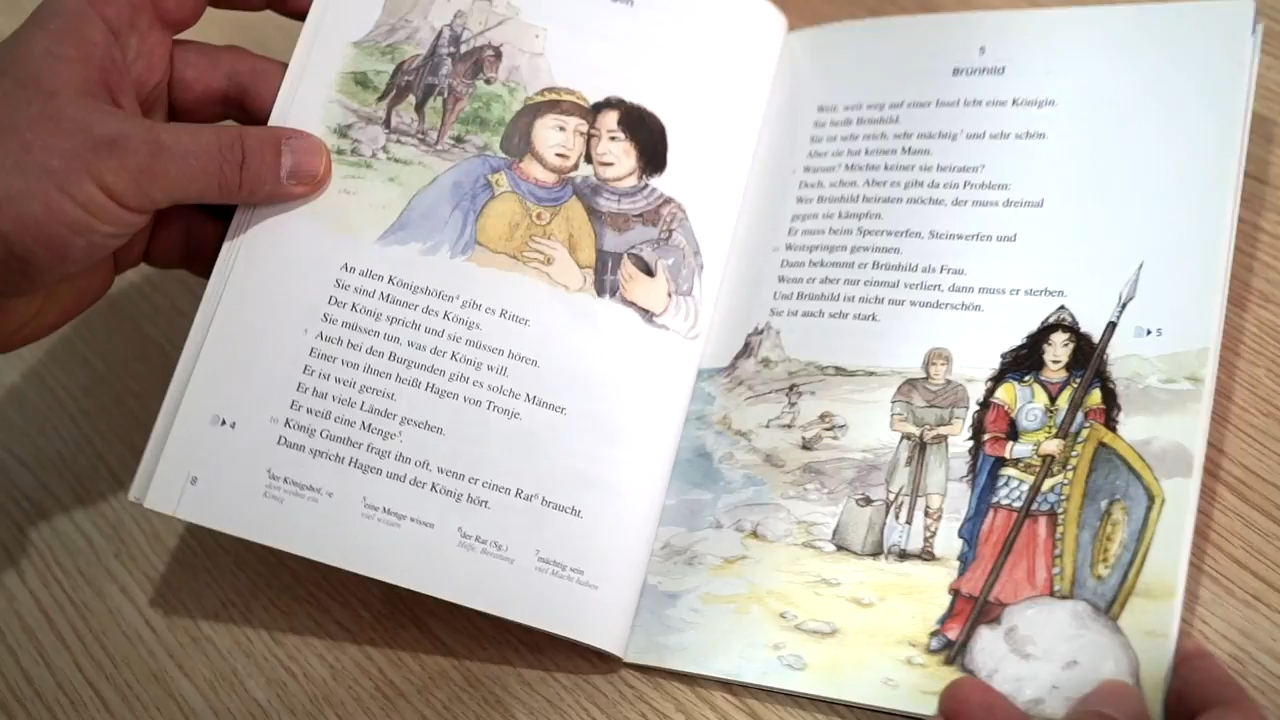 An allen Königshöfen⁴ gibt es Ritter.
Sie sind Männer des Königs.
Der König spricht und sie müssen hören.
Sie müssen tun, was der König will.
5 Auch bei den Burgunden gibt es solche Männer.
Einer von ihnen heißt Hagen von Tronje.
Er ist weit gereist.
Er hat viele Länder gesehen.
Er weiß eine Menge⁵.
10 König Gunther fragt ihn oft, wenn er einen Rat⁶ braucht.
Dann spricht Hagen und der König hört.
4
8
⁴der Königshof, ¨e
dort wohnt ein
König
⁵eine Menge wissen
viel wissen
⁶der Rat (Sg.)
Hilfe, Beratung
⁷mächtig sein
viel Macht haben
5
Brünhild
Weit, weit weg auf einer Insel lebt eine Königin.
Sie heißt Brünhild.
Sie ist sehr reich, sehr mächtig⁷ und sehr schön.
Aber sie hat keinen Mann.
Warum? Möchte keiner sie heiraten?
Doch, schon. Aber es gibt da ein Problem:
Wer Brünhild heiraten möchte, der muss dreimal
gegen sie kämpfen.
Er muss beim Speerwerfen, Steinwerfen und
Weitspringen gewinnen.
Dann bekommt er Brünhild als Frau.
Wenn er aber nur einmal verliert, dann muss er sterben.
Und Brünhild ist nicht nur wunderschön.
Sie ist auch sehr stark.
5